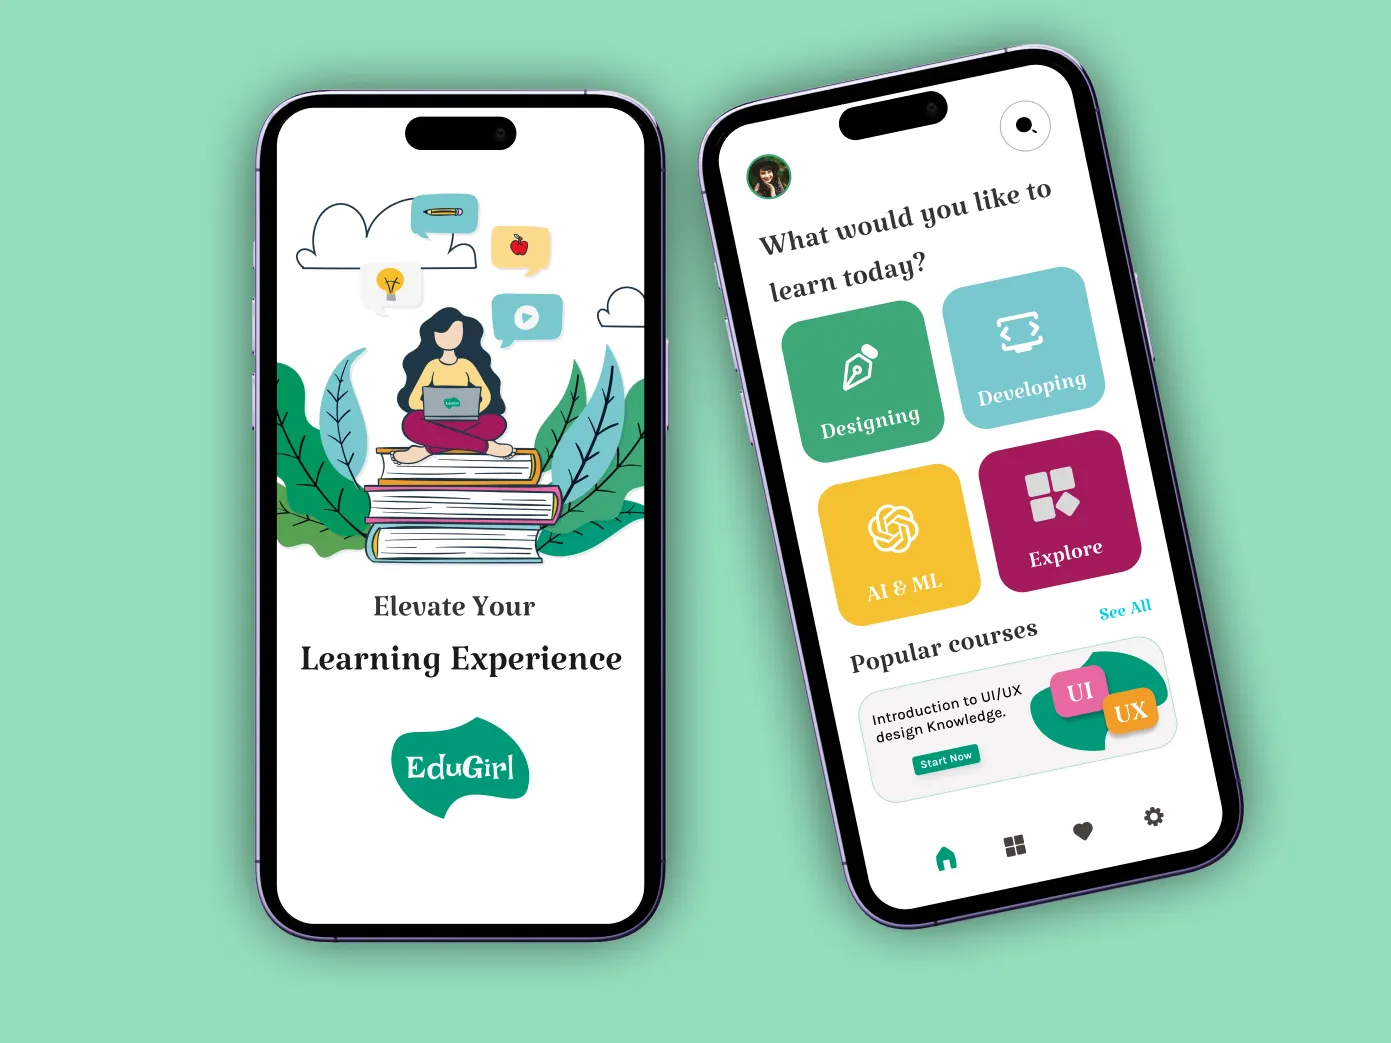 Elevate Your
Learning Experience
EduGirl
What would you like to
learn today?
Designing
Developing
AI & ML
Explore
Popular courses
See All
Introduction to UI/UX
design Knowledge.
Start Now
UI
UX